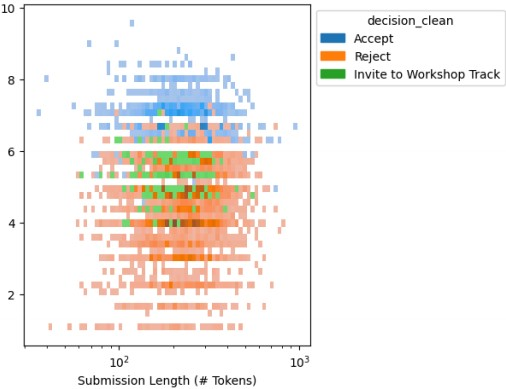 10
8
6
4
2
10²
10³
Submission Length (# Tokens)
decision_clean
Accept
Reject
Invite to Workshop Track